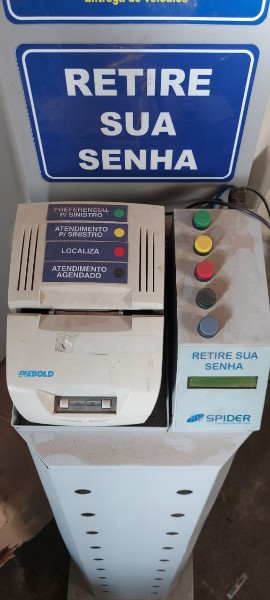 Entrega de Veículos
RETIRE
SUA
SENHA
PREFERENCIAL
P/ SINISTRO
ATENDIMENTO
P/ SINISTRO
LOCALIZA
ATENDIMENTO
AGENDADO
DIEBOLD
RETIRE SUA
SENHA
SPIDER